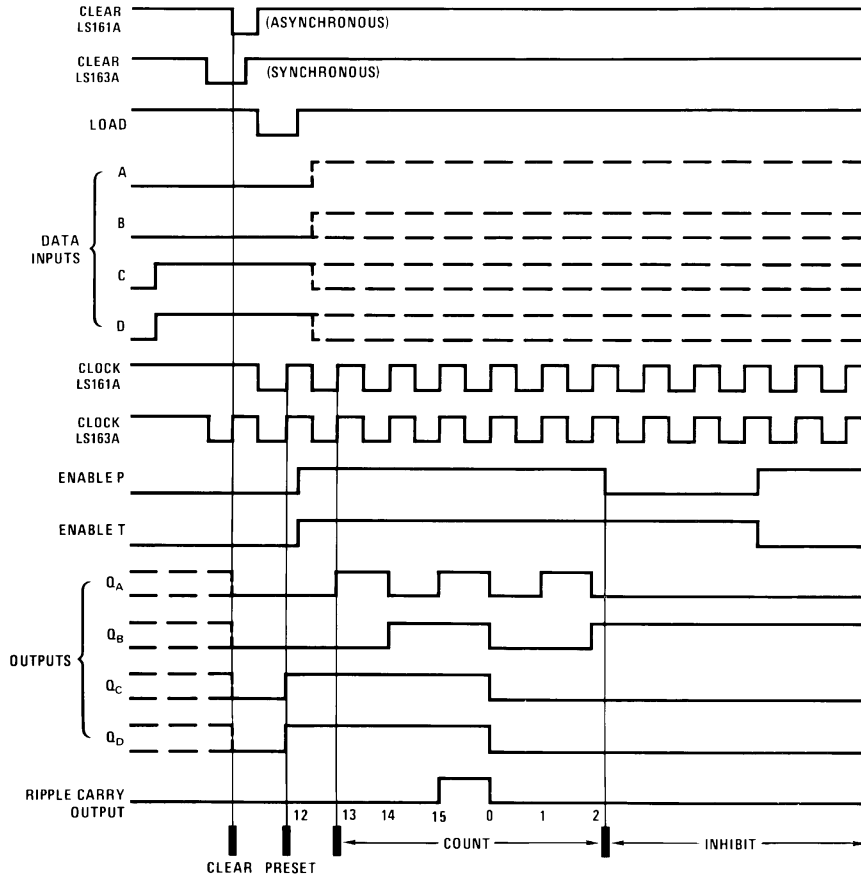 CLEAR
LS161A
(ASYNCHRONOUS)
CLEAR
LS163A
(SYNCHRONOUS)
LOAD
A
B
DATA
INPUTS
C
D
CLOCK
LS161A
CLOCK
LS163A
ENABLE P
ENABLE T
QA
QB
OUTPUTS
QC
QD
RIPPLE CARRY
OUTPUT
12 13 14 15 0 1 2
COUNT INHIBIT
CLEAR PRESET